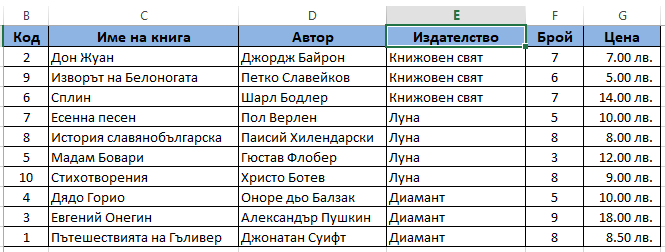 B C D E F G
Код Име на книга Автор Издателство Брой Цена
2 Дон Жуан Джордж Байрон Книжовен свят 7 7.00 лв.
9 Изворът на Белоногата Петко Славейков Книжовен свят 6 5.00 лв.
6 Сплин Шарл Бодлер Книжовен свят 7 14.00 лв.
7 Есенна песен Пол Верлен Луна 5 10.00 лв.
8 История славянобългарска Паисий Хилендарски Луна 8 8.00 лв.
5 Мадам Бовари Гюстав Флобер Луна 3 12.00 лв.
10 Стихотворения Христо Ботев Луна 8 9.00 лв.
4 Дядо Горио Оноре дьо Балзак Диамант 5 10.00 лв.
3 Евгений Онегин Александър Пушкин Диамант 9 18.00 лв.
1 Пътешествията на Гъливер Джонатан Суифт Диамант 8 8.50 лв.